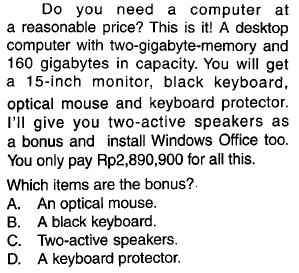 Do you need a computer at
a reasonable price? This is it! A desktop
computer with two-gigabyte-memory and
160 gigabytes in capacity. You will get
a 15-inch monitor, black keyboard,
optical mouse and keyboard protector.
I'll give you two-active speakers as
a bonus and install Windows Office too.
You only pay Rp2,890,900 for all this.
Which items are the bonus?
A. An optical mouse.
B. A black keyboard.
C. Two-active speakers.
D. A keyboard protector.